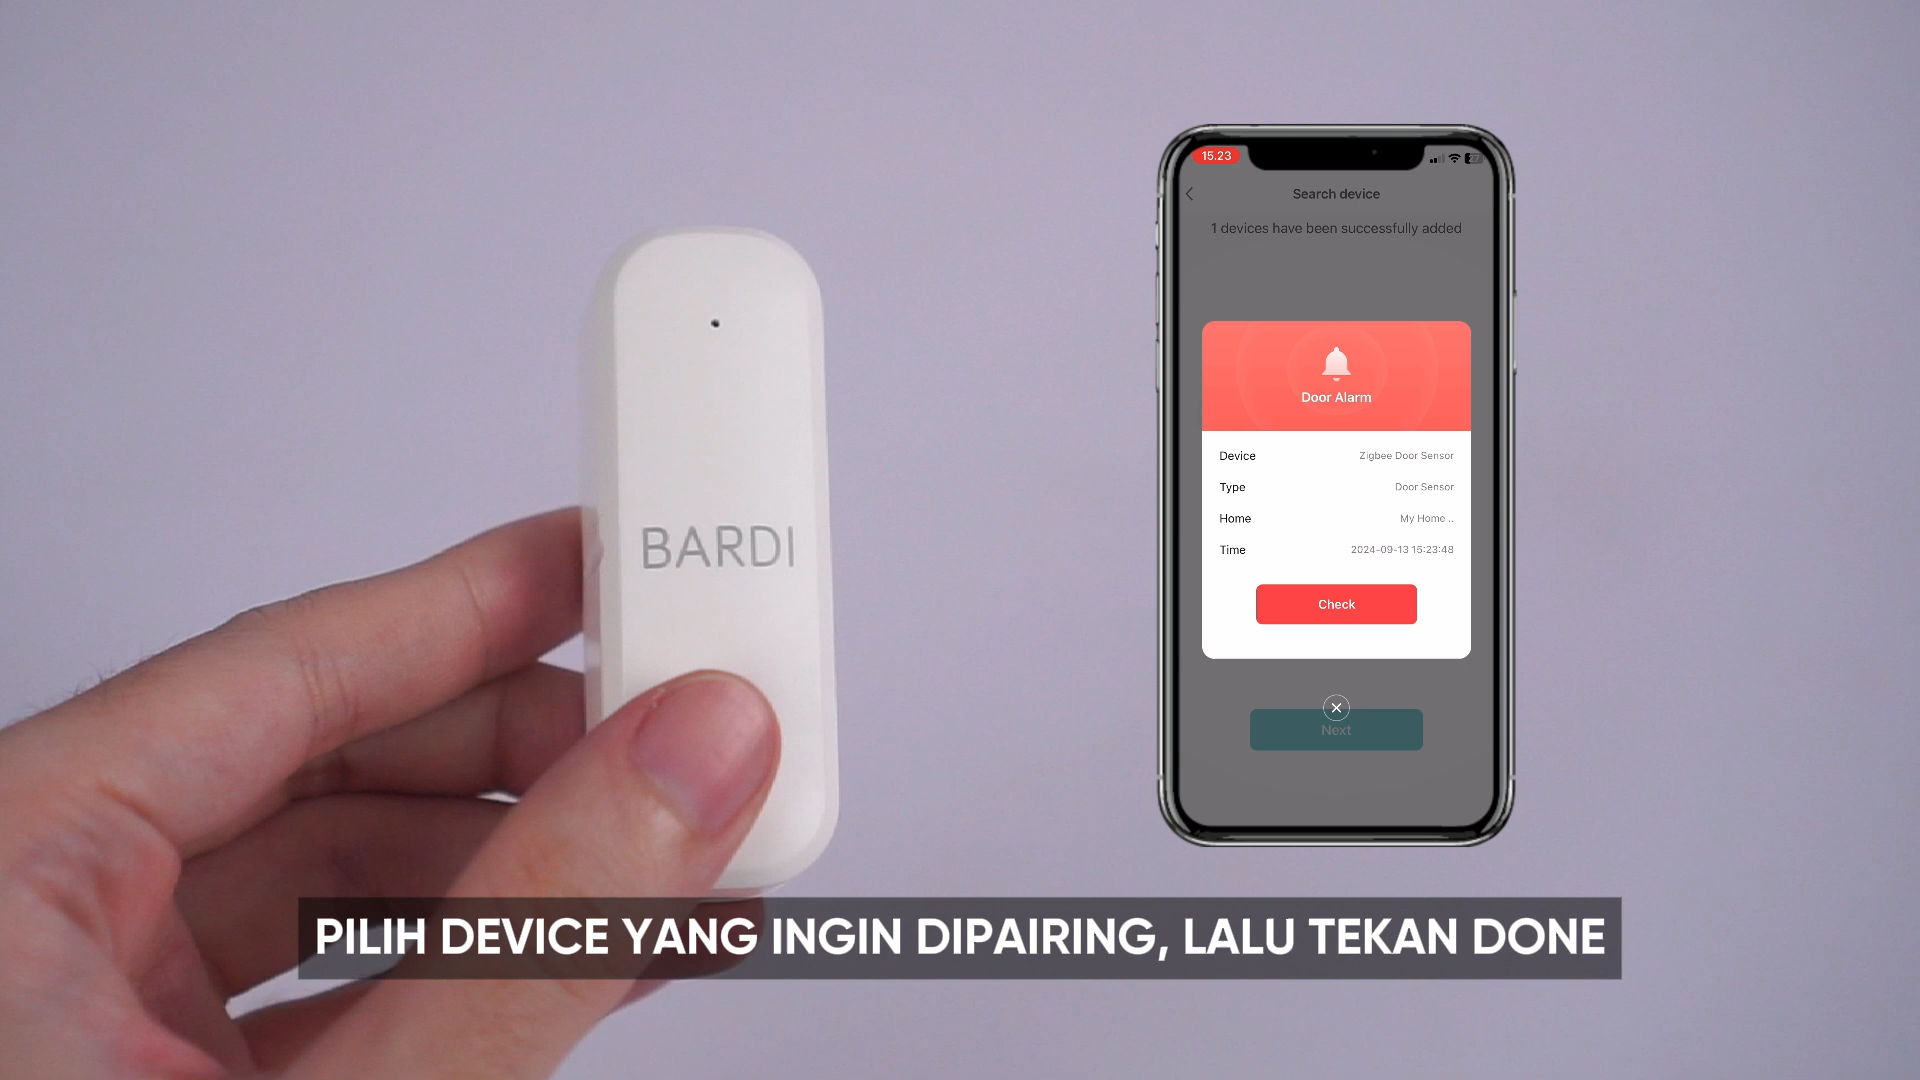 BARDI
15.23
27
Search device
1 devices have been successfully added
Door Alarm
Device Zigbee Door Sensor
Type Door Sensor
Home My Home ..
Time 2024-09-13 15:23:48
Check
Next
PILIH DEVICE YANG INGIN DIPAIRING, LALU TEKAN DONE